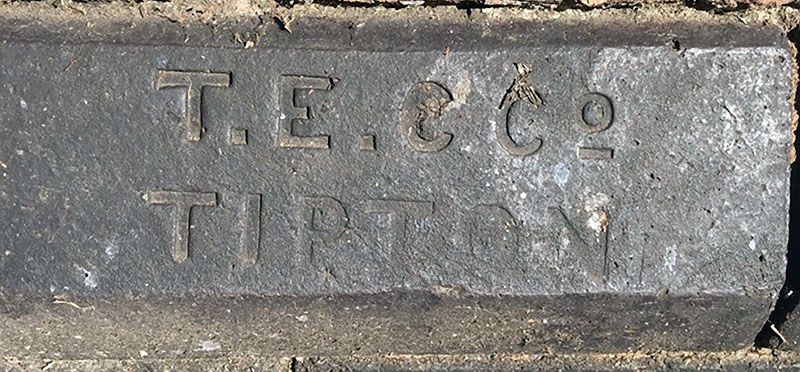 T. E. C Cº
TIPTON